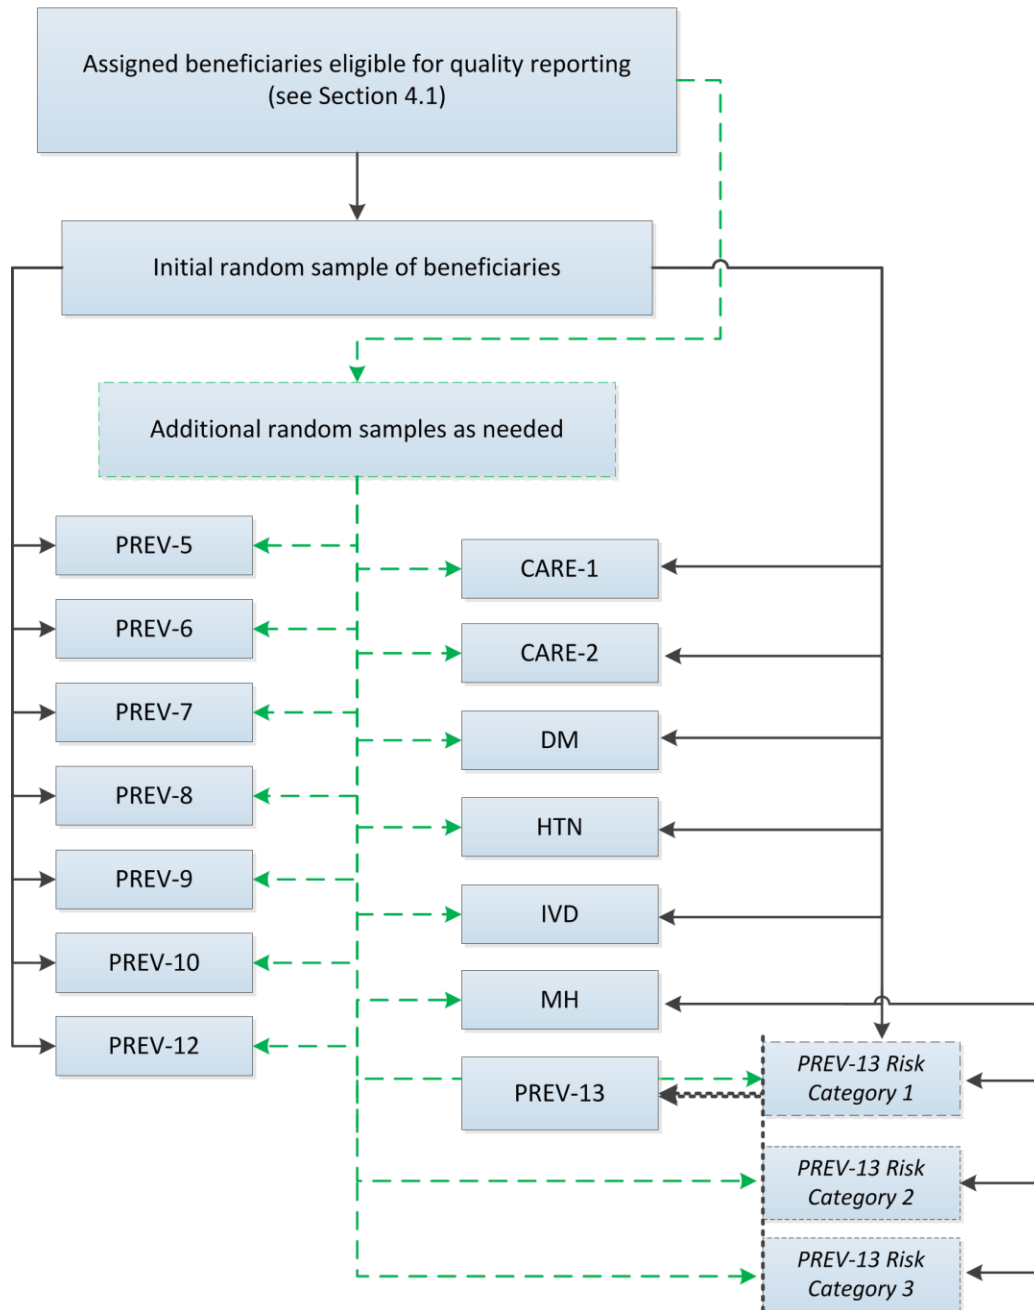 Assigned beneficiaries eligible for quality reporting
(see Section 4.1)
Initial random sample of beneficiaries
Additional random samples as needed
PREV-5
PREV-6
PREV-7
PREV-8
PREV-9
PREV-10
PREV-12
CARE-1
CARE-2
DM
HTN
IVD
MH
PREV-13
PREV-13 Risk
Category 1
PREV-13 Risk
Category 2
PREV-13 Risk
Category 3